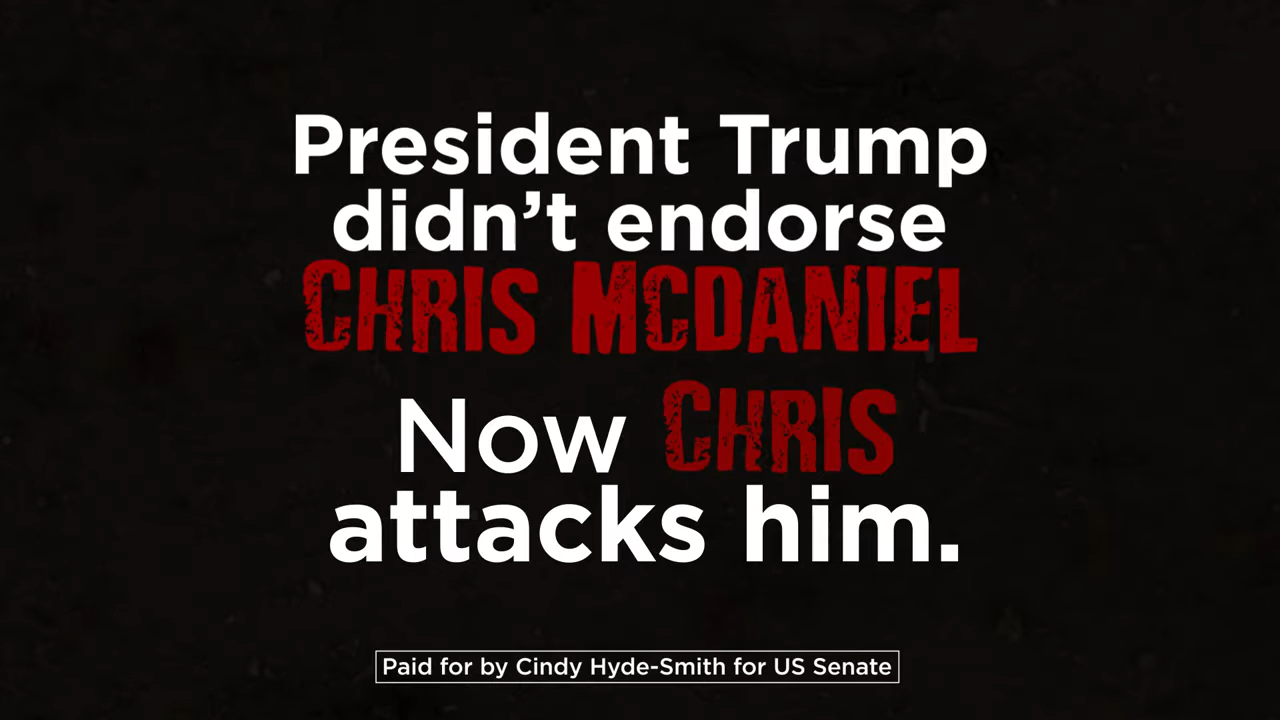 President Trump
didn’t endorse
CHRIS MCDANIEL
Now CHRIS
attacks him.
Paid for by Cindy Hyde-Smith for US Senate